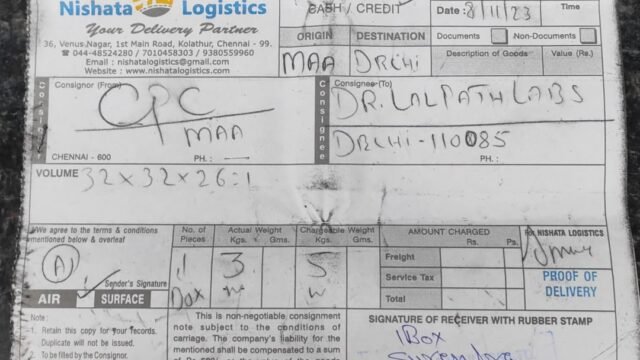 Nishata Logistics
Your Delivery Partner
36, Venus Nagar, 1st Main Road, Kolathur, Chennai - 99.
☎ 044-48524280 / 7010458303 / 9380559960
Email : nishatalogistics@gmail.com
Website : www.nishatalogistics.com
CASH / CREDIT
Date : 8/11/23
Time
ORIGIN DESTINATION
MAA DELHI
Documents Non-Documents
Description of Goods Value (Rs.)
Consignor
Consignor (From)
CPC
MAA
CHENNAI - 600 PH. :
Consignee
Consignee (To)
DR. LALPATH LABS
DELHI-110085
PH. :
VOLUME 32 x 32 x 26 : 1
We agree to the terms & conditions
mentioned below & overleaf
A
Sender's Signature
AIR ✓ SURFACE
No. of Pieces
1
Box
Actual Weight
Kgs. Gms.
3
Chargeable Weight
Kgs. Gms.
5
AMOUNT CHARGED
Rs. Ps.
Freight
Service Tax
Total
For NISHATA LOGISTICS
PROOF OF
DELIVERY
Note :
1. Retain this copy for your records.
Duplicate will not be issued.
To be filled by the Consignor.
This is non-negotiable consignment
note subject to the conditions of
carriage. The company's liability for
the mentioned shall be compensated to a sum
SIGNATURE OF RECEIVER WITH RUBBER STAMP
1Box